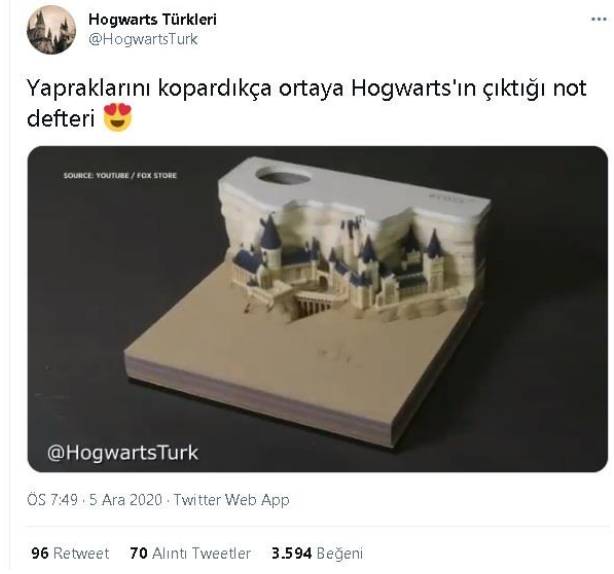 Hogwarts Türkleri
@HogwartsTurk
Yapraklarını kopardıkça ortaya Hogwarts'ın çıktığı not
defteri
SOURCE: YOUTUBE / FOX STORE
@HogwartsTurk
ÖS 7:49 · 5 Ara 2020 · Twitter Web App
96 Retweet 70 Alıntı Tweetler 3.594 Beğeni